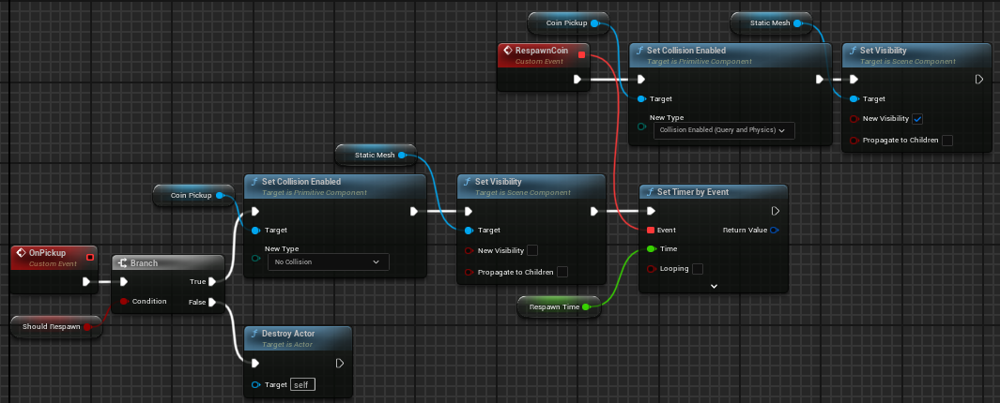 Coin Pickup
Static Mesh
RespawnCoin
Custom Event
Set Collision Enabled
Target is Primitive Component
Target
New Type
Collision Enabled (Query and Physics)
Set Visibility
Target is Scene Component
Target
New Visibility
Propagate to Children
Static Mesh
Coin Pickup
Set Collision Enabled
Target is Primitive Component
Target
New Type
No Collision
Set Visibility
Target is Scene Component
Target
New Visibility
Propagate to Children
Set Timer by Event
Event
Return Value
Time
Looping
Respawn Time
OnPickup
Custom Event
Branch
True
Condition
False
Should Respawn
Destroy Actor
Target is Actor
Target
self